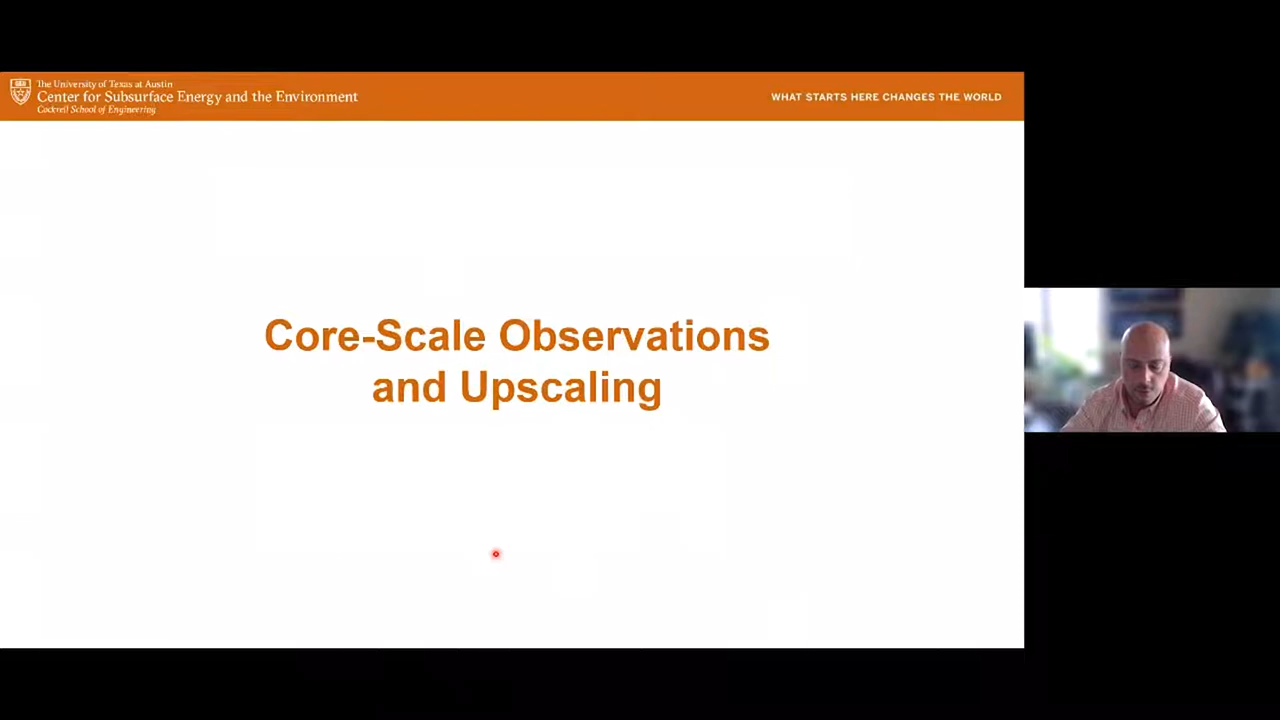 The University of Texas at Austin
Center for Subsurface Energy and the Environment
Cockrell School of Engineering
WHAT STARTS HERE CHANGES THE WORLD
Core-Scale Observations
and Upscaling